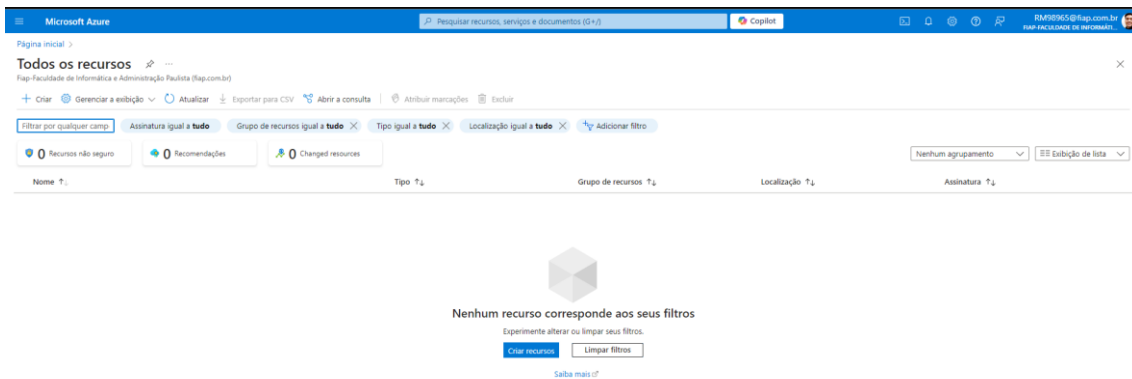 Microsoft Azure
Pesquisar recursos, serviços e documentos (G+/)
Copilot
RM98965@fiap.com.br
FIAP-FACULDADE DE INFORMÁTI...
Página inicial >
Todos os recursos
Fiap-Faculdade de Informática e Administração Paulista (fiap.com.br)
+ Criar Gerenciar a exibição Atualizar Exportar para CSV Abrir a consulta Atribuir marcações Excluir
Filtrar por qualquer camp Assinatura igual a tudo Grupo de recursos igual a tudo Tipo igual a tudo Localização igual a tudo Adicionar filtro
0 Recursos não seguro 0 Recomendações 0 Changed resources Nenhum agrupamento Exibição de lista
Nome ↑ Tipo ↑↓ Grupo de recursos ↑↓ Localização ↑↓ Assinatura ↑↓
Nenhum recurso corresponde aos seus filtros
Experimente alterar ou limpar seus filtros.
Criar recursos Limpar filtros
Saiba mais